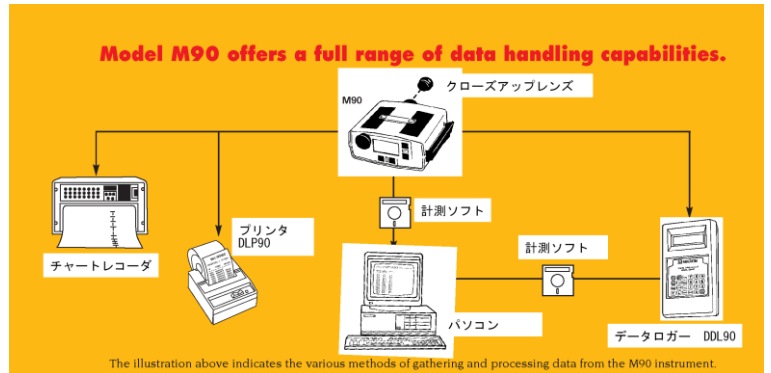 Model M90 offers a full range of data handling capabilities.
クローズアップレンズ
M90
計測ソフト
プリンタ
DLP90
計測ソフト
チャートレコーダ
パソコン
データロガー DDL90
The illustration above indicates the various methods of gathering and processing data from the M90 instrument.